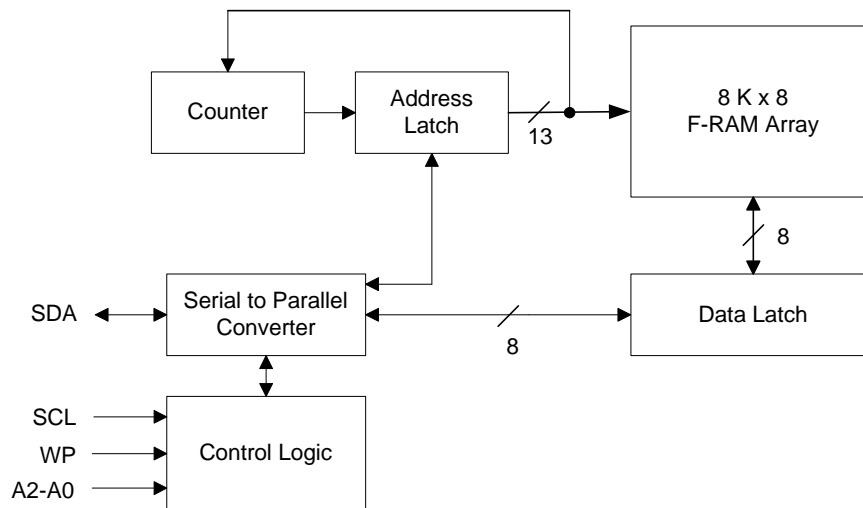 Counter
Address
Latch
13
8 K x 8
F-RAM Array
8
SDA
Serial to Parallel
Converter
8
Data Latch
SCL
WP
A2-A0
Control Logic